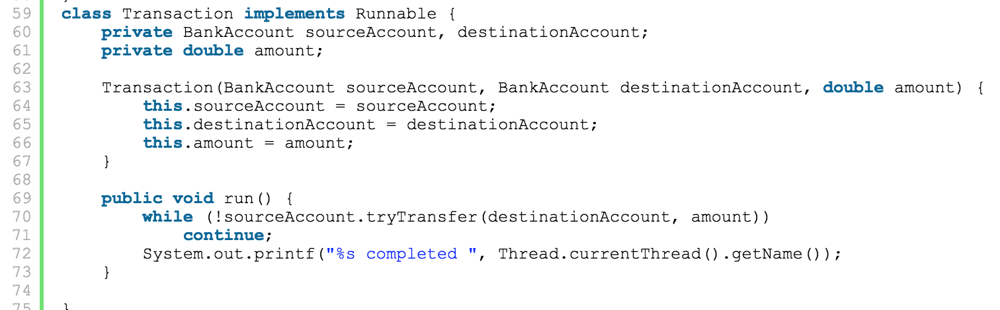 59 class Transaction implements Runnable {
60     private BankAccount sourceAccount, destinationAccount;
61     private double amount;
62
63     Transaction(BankAccount sourceAccount, BankAccount destinationAccount, double amount) {
64         this.sourceAccount = sourceAccount;
65         this.destinationAccount = destinationAccount;
66         this.amount = amount;
67     }
68
69     public void run() {
70         while (!sourceAccount.tryTransfer(destinationAccount, amount))
71             continue;
72         System.out.printf("%s completed ", Thread.currentThread().getName());
73     }
74
75 }